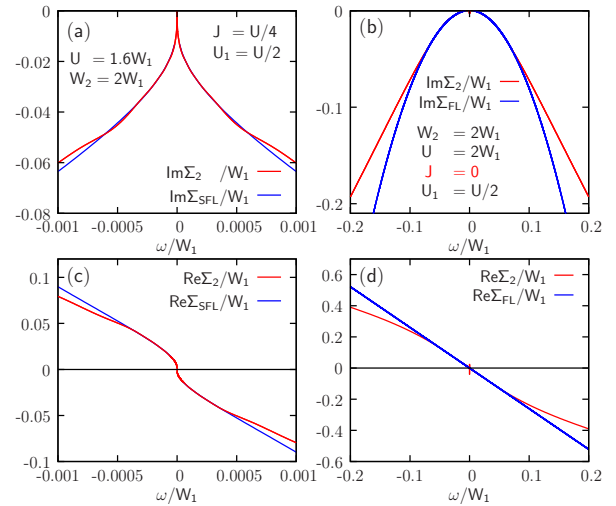 (a)
J = U/4
U₁ = U/2
U = 1.6W₁
W₂ = 2W₁
ImΣ₂ /W₁
ImΣ_SFL/W₁
0
-0.02
-0.04
-0.06
-0.08
-0.001 -0.0005 0 0.0005 0.001
ω/W₁
(b)
ImΣ₂/W₁
ImΣ_FL/W₁
W₂ = 2W₁
U = 2W₁
J = 0
U₁ = U/2
0
-0.1
-0.2
-0.2 -0.1 0 0.1 0.2
ω/W₁
(c)
ReΣ₂/W₁
ReΣ_SFL/W₁
0.1
0.05
0
-0.05
-0.1
-0.001 -0.0005 0 0.0005 0.001
ω/W₁
(d)
ReΣ₂/W₁
ReΣ_FL/W₁
0.6
0.4
0.2
0
-0.2
-0.4
-0.6
-0.2 -0.1 0 0.1 0.2
ω/W₁